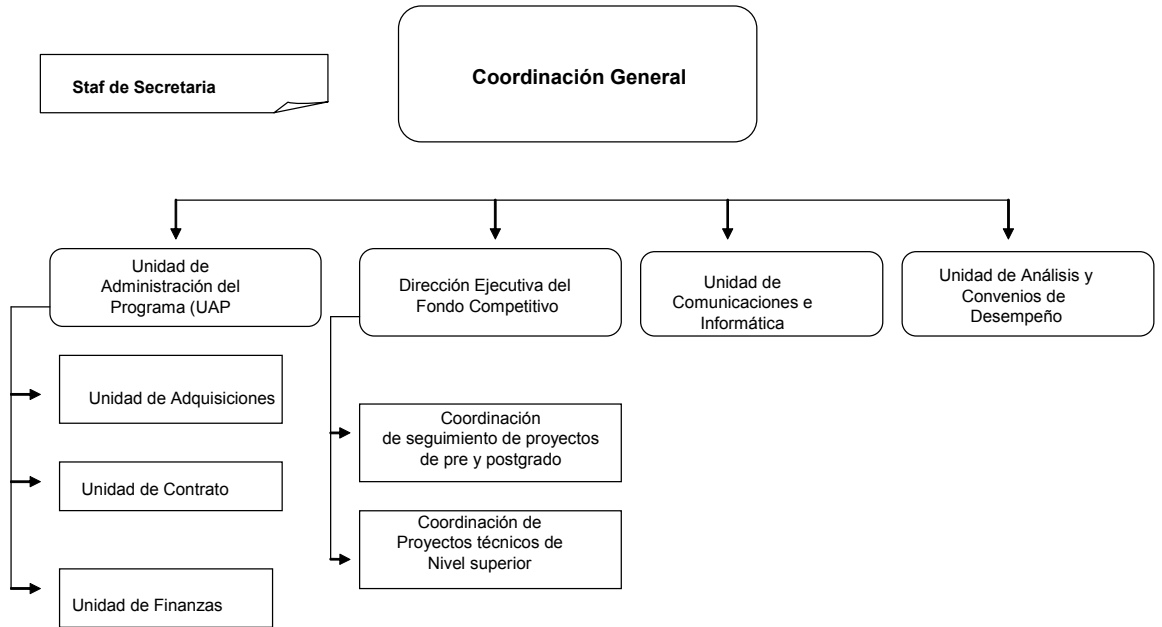 Staf de Secretaria
Coordinación General
Unidad de
Administración del
Programa (UAP
Dirección Ejecutiva del
Fondo Competitivo
Unidad de
Comunicaciones e
Informática
Unidad de Análisis y
Convenios de
Desempeño
Unidad de Adquisiciones
Unidad de Contrato
Unidad de Finanzas
Coordinación
de seguimiento de proyectos
de pre y postgrado
Coordinación de
Proyectos técnicos de
Nivel superior